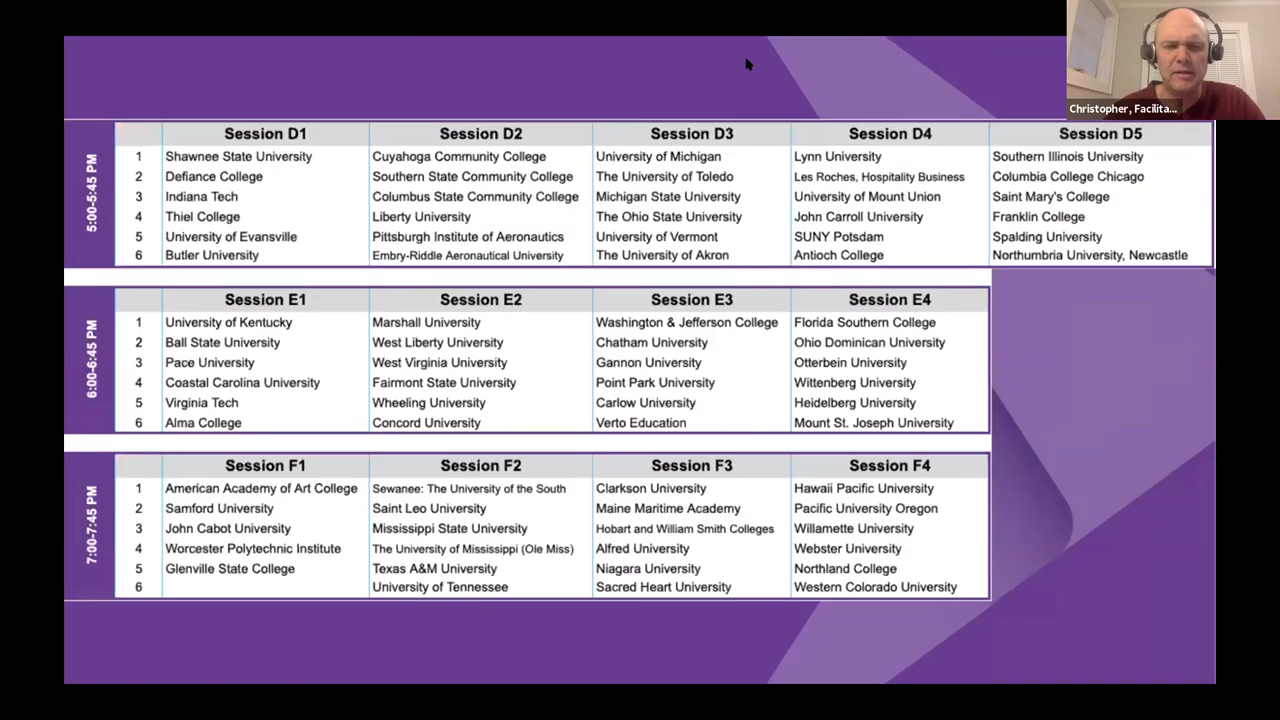 Christopher, Facilita...
5:00-5:45 PM
Session D1 Session D2 Session D3 Session D4 Session D5
1 Shawnee State University Cuyahoga Community College University of Michigan Lynn University Southern Illinois University
2 Defiance College Southern State Community College The University of Toledo Les Roches, Hospitality Business Columbia College Chicago
3 Indiana Tech Columbus State Community College Michigan State University University of Mount Union Saint Mary's College
4 Thiel College Liberty University The Ohio State University John Carroll University Franklin College
5 University of Evansville Pittsburgh Institute of Aeronautics University of Vermont SUNY Potsdam Spalding University
6 Butler University Embry-Riddle Aeronautical University The University of Akron Antioch College Northumbria University, Newcastle
6:00-6:45 PM
Session E1 Session E2 Session E3 Session E4
1 University of Kentucky Marshall University Washington & Jefferson College Florida Southern College
2 Ball State University West Liberty University Chatham University Ohio Dominican University
3 Pace University West Virginia University Gannon University Otterbein University
4 Coastal Carolina University Fairmont State University Point Park University Wittenberg University
5 Virginia Tech Wheeling University Carlow University Heidelberg University
6 Alma College Concord University Verto Education Mount St. Joseph University
7:00-7:45 PM
Session F1 Session F2 Session F3 Session F4
1 American Academy of Art College Sewanee: The University of the South Clarkson University Hawaii Pacific University
2 Samford University Saint Leo University Maine Maritime Academy Pacific University Oregon
3 John Cabot University Mississippi State University Hobart and William Smith Colleges Willamette University
4 Worcester Polytechnic Institute The University of Mississippi (Ole Miss) Alfred University Webster University
5 Glenville State College Texas A&M University Niagara University Northland College
6 University of Tennessee Sacred Heart University Western Colorado University